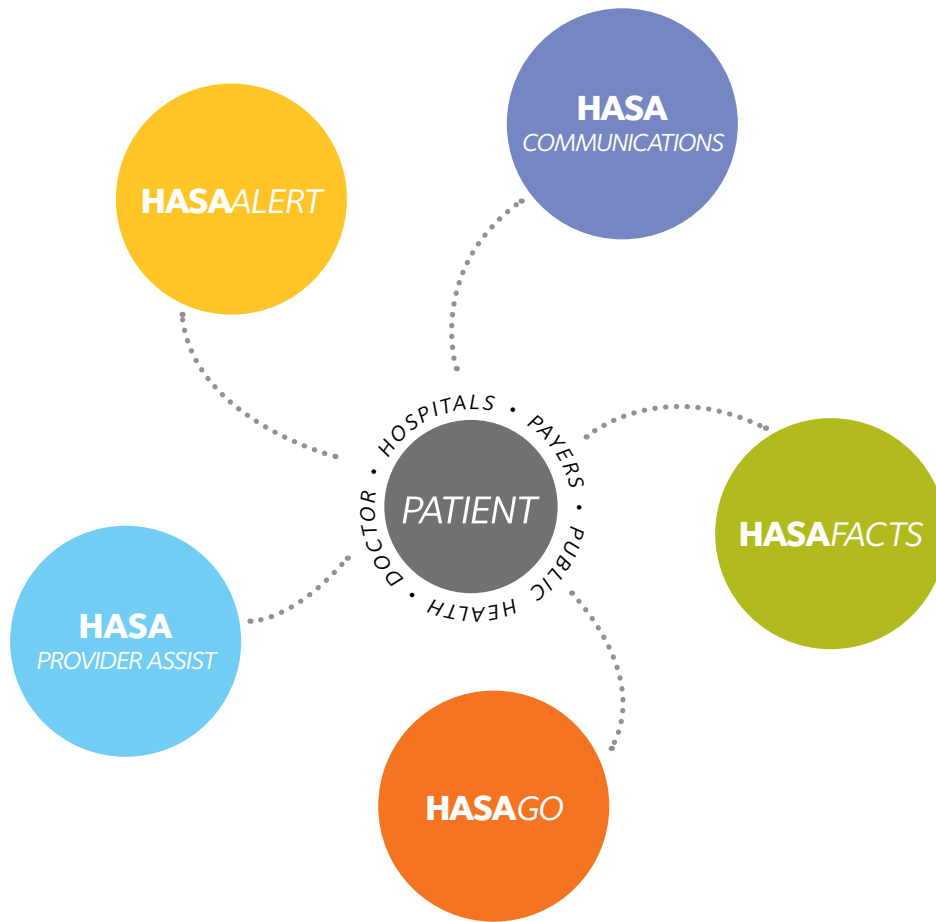 HASA
COMMUNICATIONS
HASAALERT
DOCTOR • HOSPITALS • PAYERS • PUBLIC HEALTH •
PATIENT
HASAFACTS
HASA
PROVIDER ASSIST
HASAGO